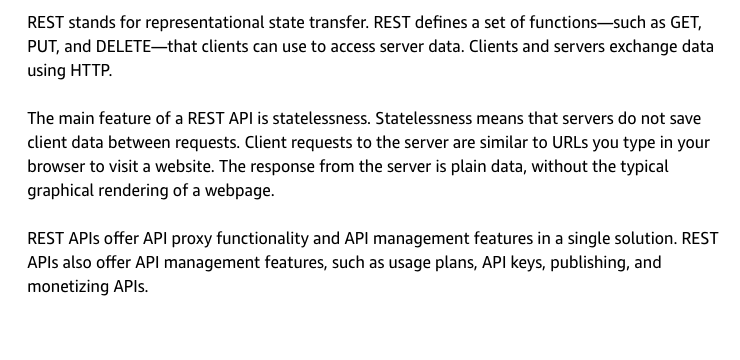 REST stands for representational state transfer. REST defines a set of functions—such as GET,
PUT, and DELETE—that clients can use to access server data. Clients and servers exchange data
using HTTP.
The main feature of a REST API is statelessness. Statelessness means that servers do not save
client data between requests. Client requests to the server are similar to URLs you type in your
browser to visit a website. The response from the server is plain data, without the typical
graphical rendering of a webpage.
REST APIs offer API proxy functionality and API management features in a single solution. REST
APIs also offer API management features, such as usage plans, API keys, publishing, and
monetizing APIs.